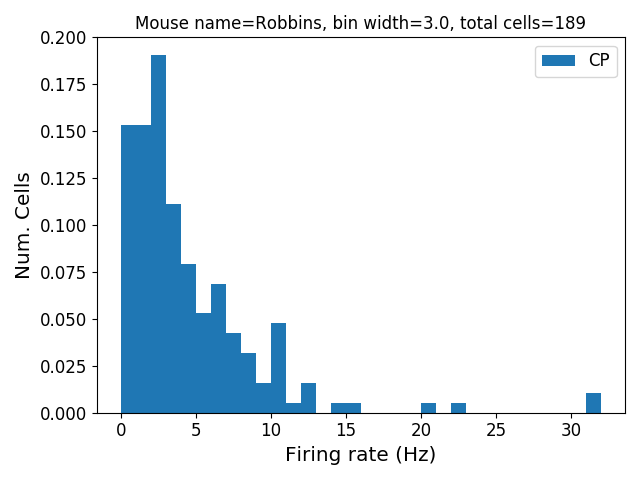 Mouse name=Robbins, bin width=3.0, total cells=189
CP
0.200
0.175
0.150
0.125
0.100
0.075
0.050
0.025
0.000
Num. Cells
0 5 10 15 20 25 30
Firing rate (Hz)